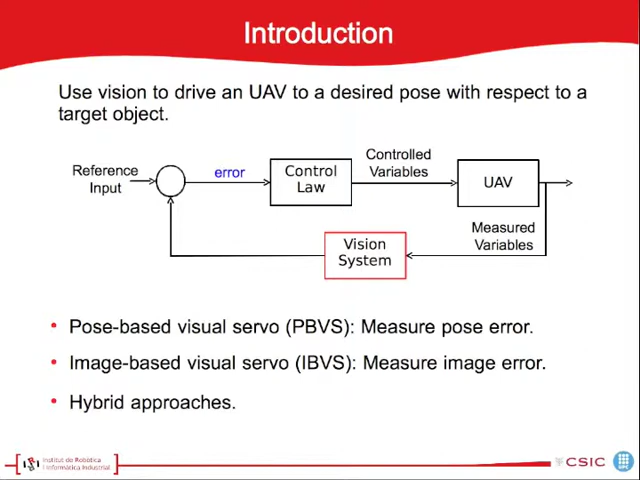 Introduction
Use vision to drive an UAV to a desired pose with respect to a
target object.
Reference
Input
error
Control
Law
Controlled
Variables
UAV
Measured
Variables
Vision
System
• Pose-based visual servo (PBVS): Measure pose error.
• Image-based visual servo (IBVS): Measure image error.
• Hybrid approaches.
Institut de Robòtica
i Informàtica Industrial
CSIC
UPC